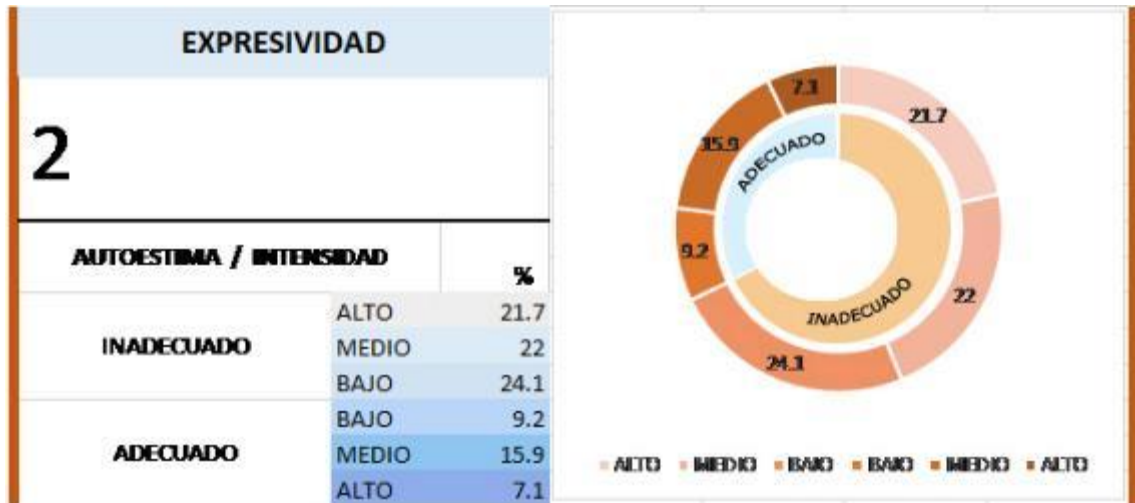 EXPRESIVIDAD
2
AUTOESTIMA / INTENSIDAD %
INADECUADO
ALTO 21.7
MEDIO 22
BAJO 24.1
ADECUADO
BAJO 9.2
MEDIO 15.9
ALTO 7.1
7.1
21.7
15.9
ADECUADO
9.2
22
INADECUADO
24.1
ALTO MEDIO BAJO BAJO MEDIO ALTO